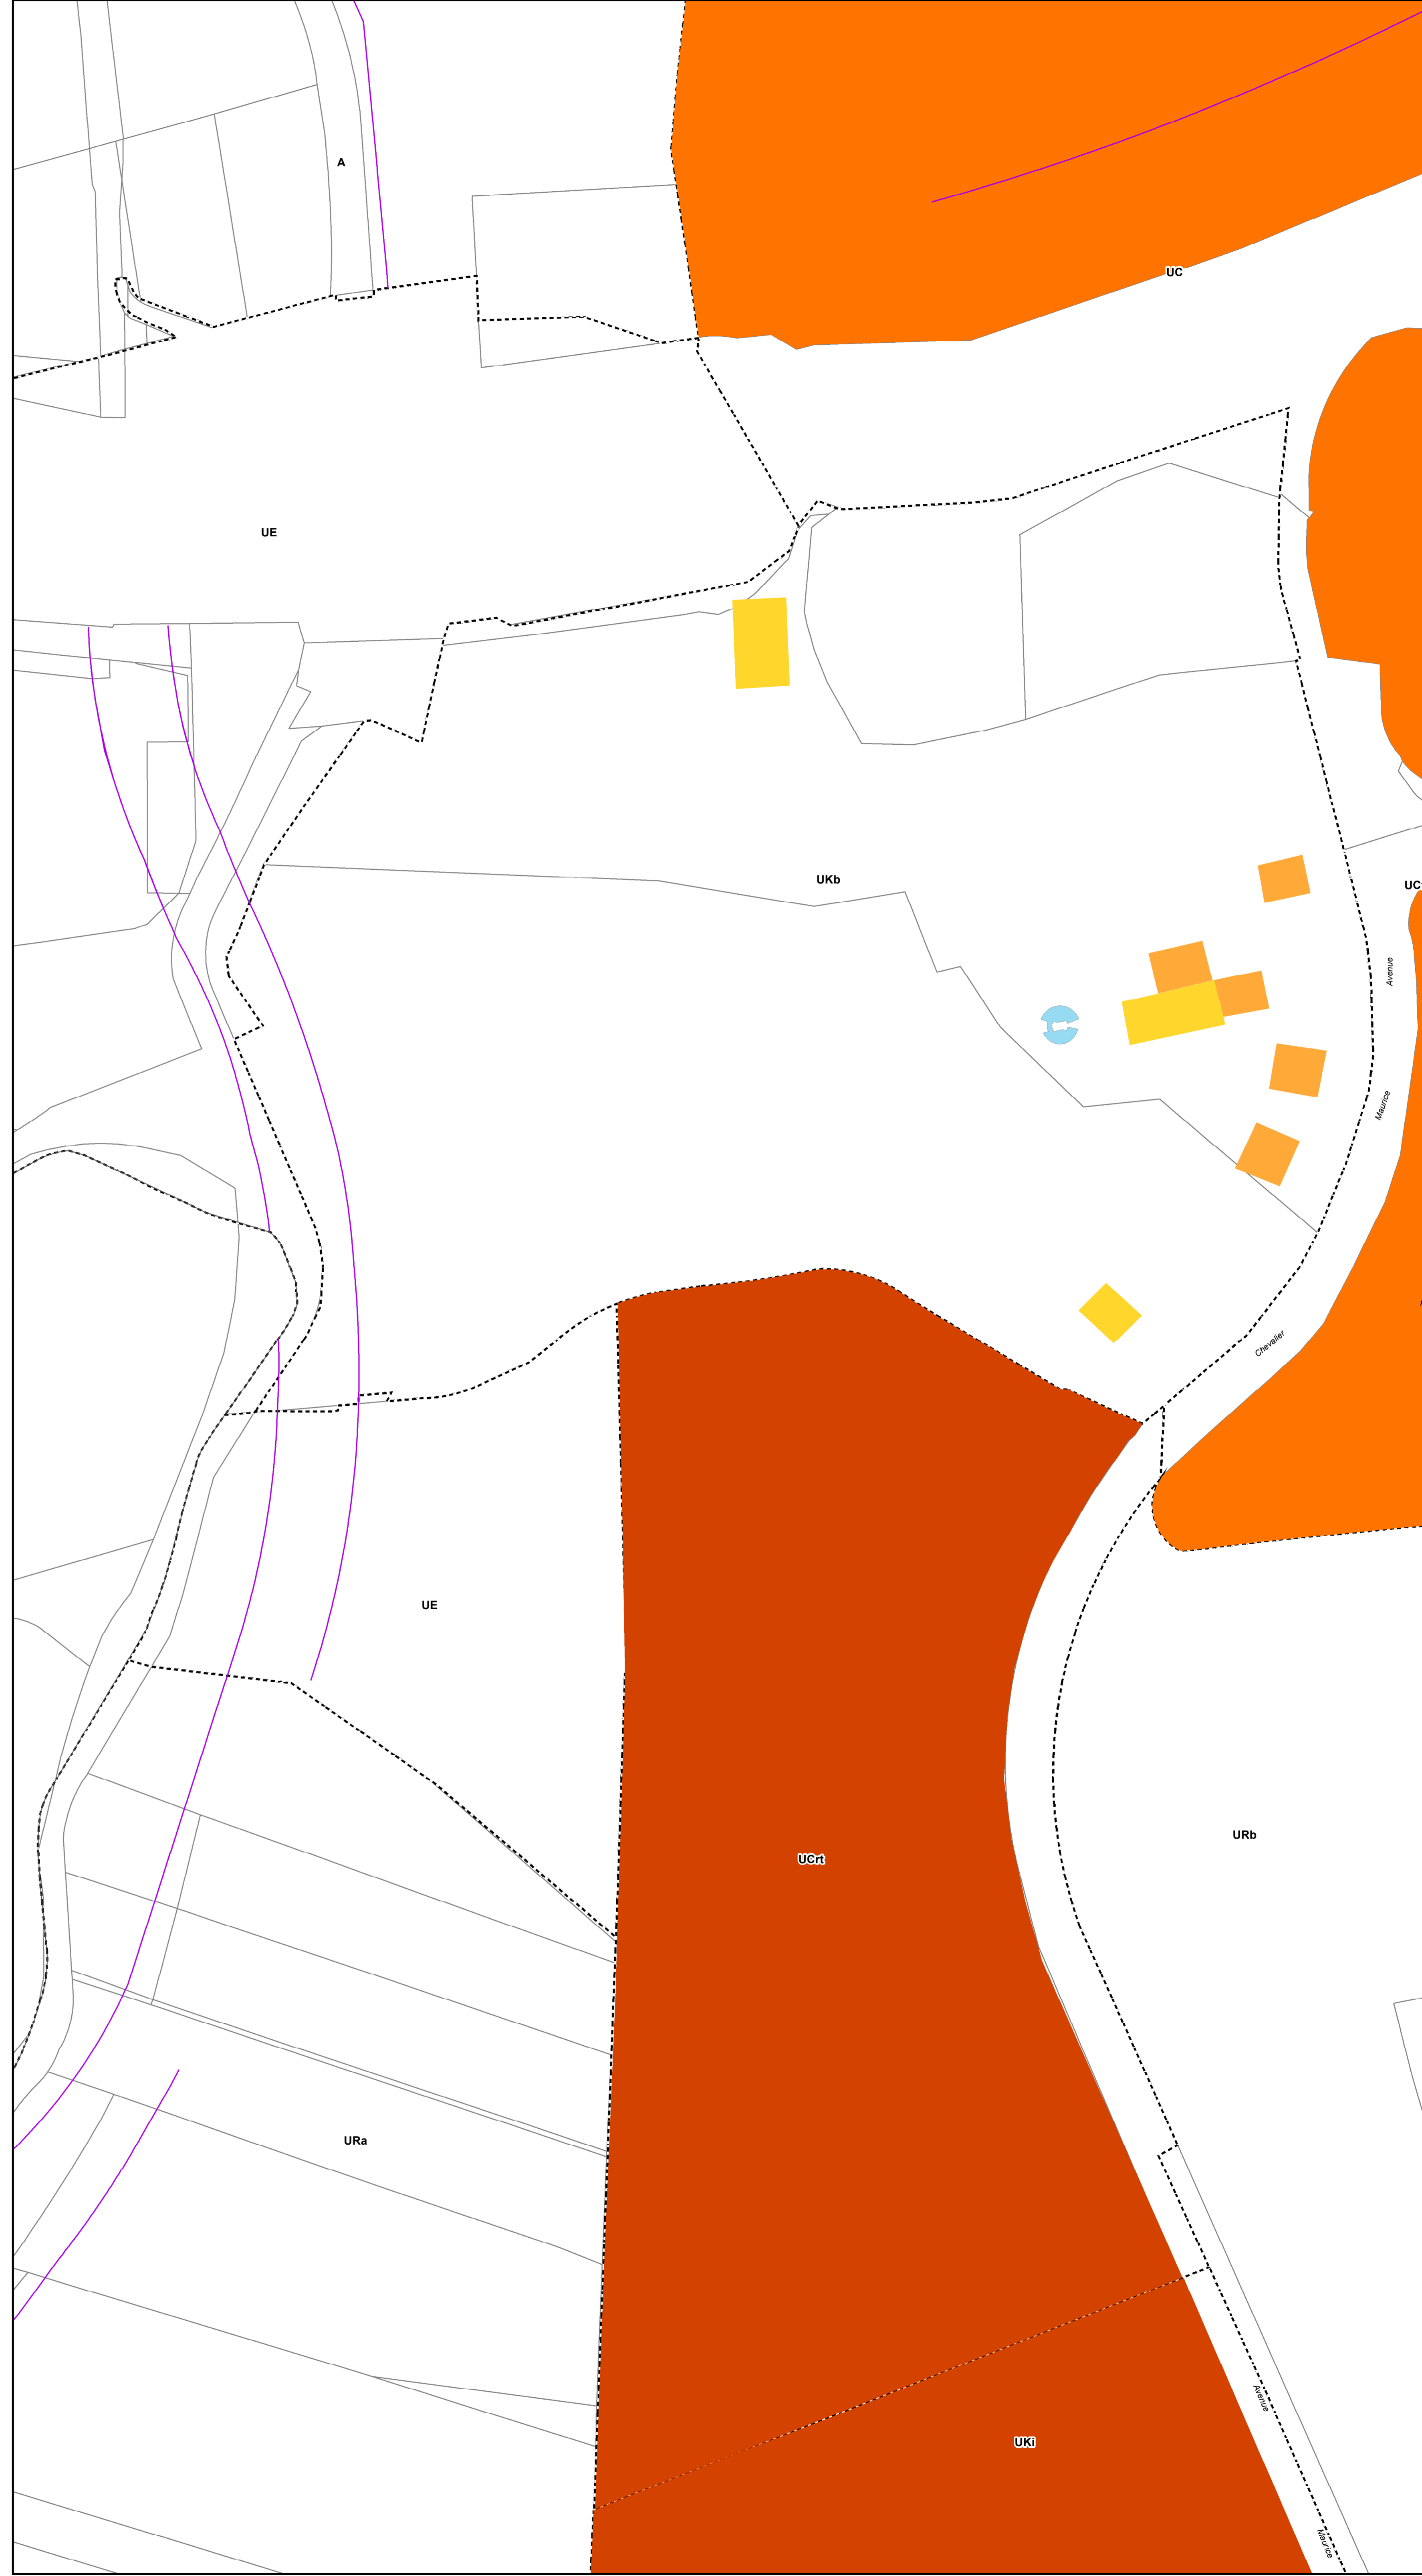 A
UC
UE
UKb
UC
Avenue
Maurice
Chevalier
UE
URb
UCrt
URa
Avenue
UKi
Maurice